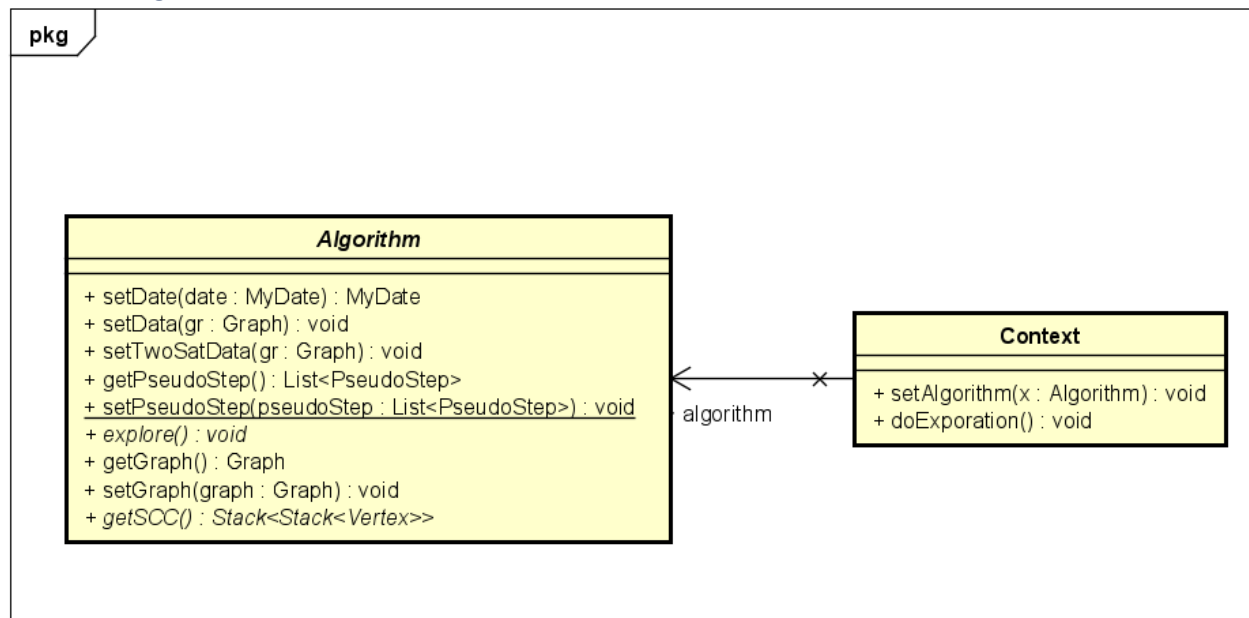 pkg
Algorithm
+ setDate(date : MyDate) : MyDate
+ setData(gr : Graph) : void
+ setTwoSatData(gr : Graph) : void
+ getPseudoStep() : List<PseudoStep>
+ setPseudoStep(pseudoStep : List<PseudoStep>) : void
+ explore() : void
+ getGraph() : Graph
+ setGraph(graph : Graph) : void
+ getSCC() : Stack<Stack<Vertex>>
- algorithm
Context
+ setAlgorithm(x : Algorithm) : void
+ doExporation() : void